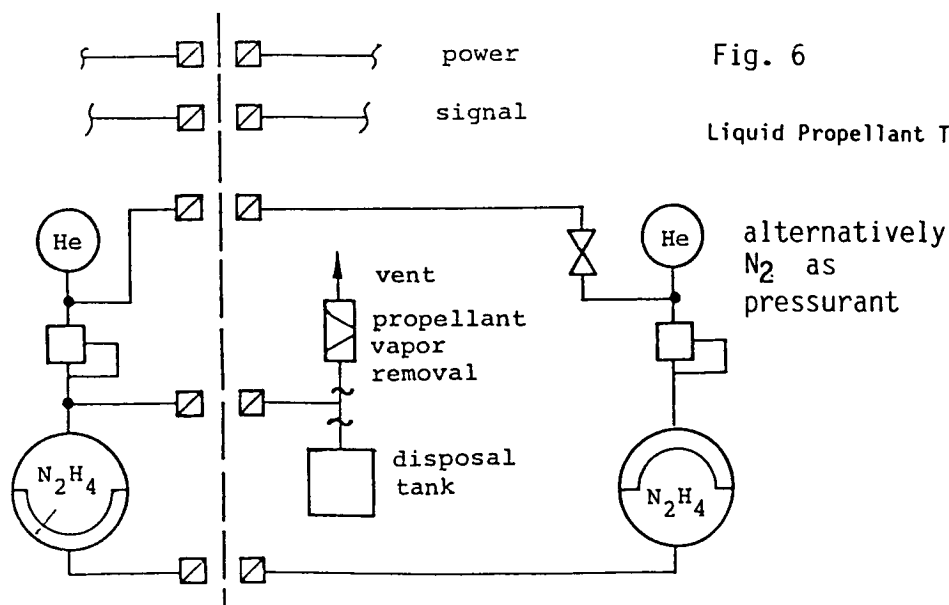 power
Fig. 6
signal
Liquid Propellant T
He
He
alternatively
N2 as
pressurant
vent
propellant
vapor
removal
disposal
tank
N2H4
N2H4